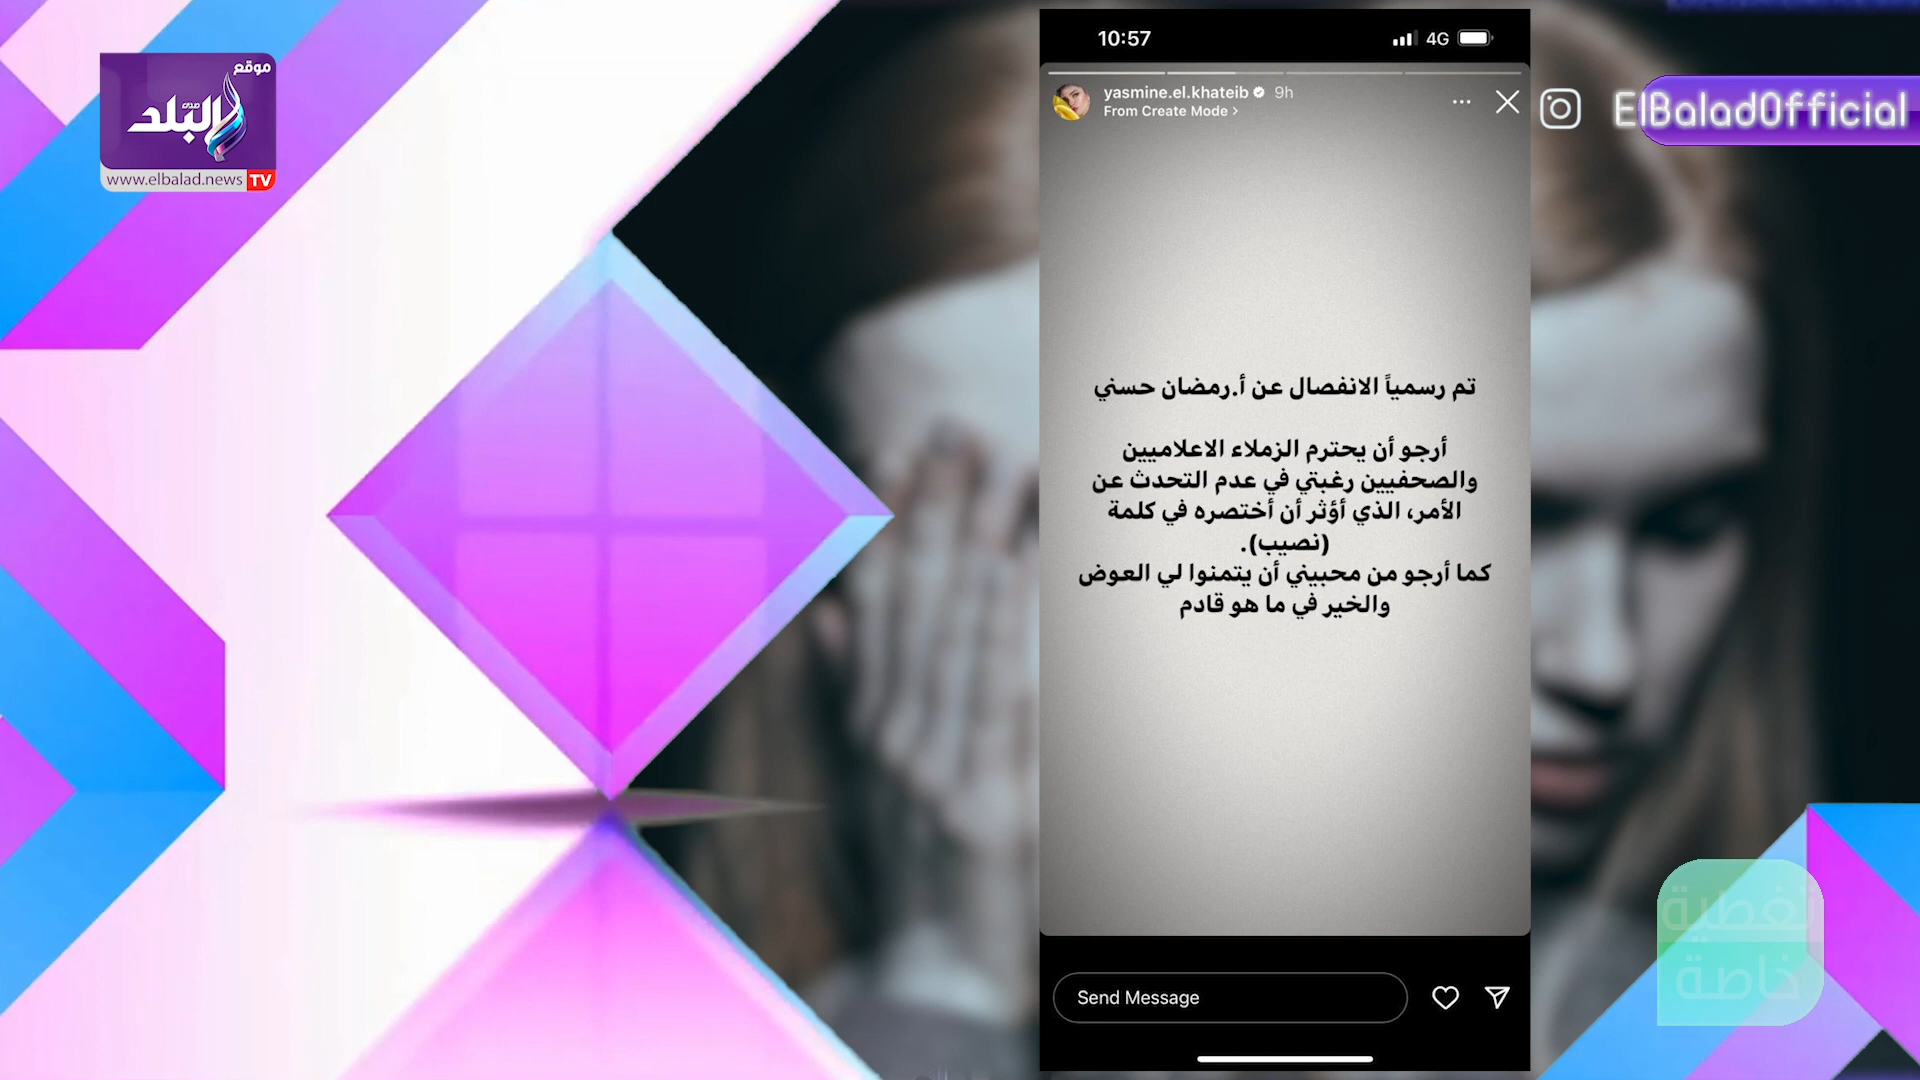 موقع
صدى البلد
www.elbalad.news TV
10:57
4G
yasmine.el.khateib 9h
From Create Mode >
ElBaladOfficial
تم رسمياً الانفصال عن أ.رمضان حسني
أرجو أن يحترم الزملاء الاعلاميين
والصحفيين رغبتي في عدم التحدث عن
الأمر، الذي أؤثر أن أختصره في كلمة
(نصيب).
كما أرجو من محبيني أن يتمنوا لي العوض
والخير في ما هو قادم
تغطية
خاصة
Send Message